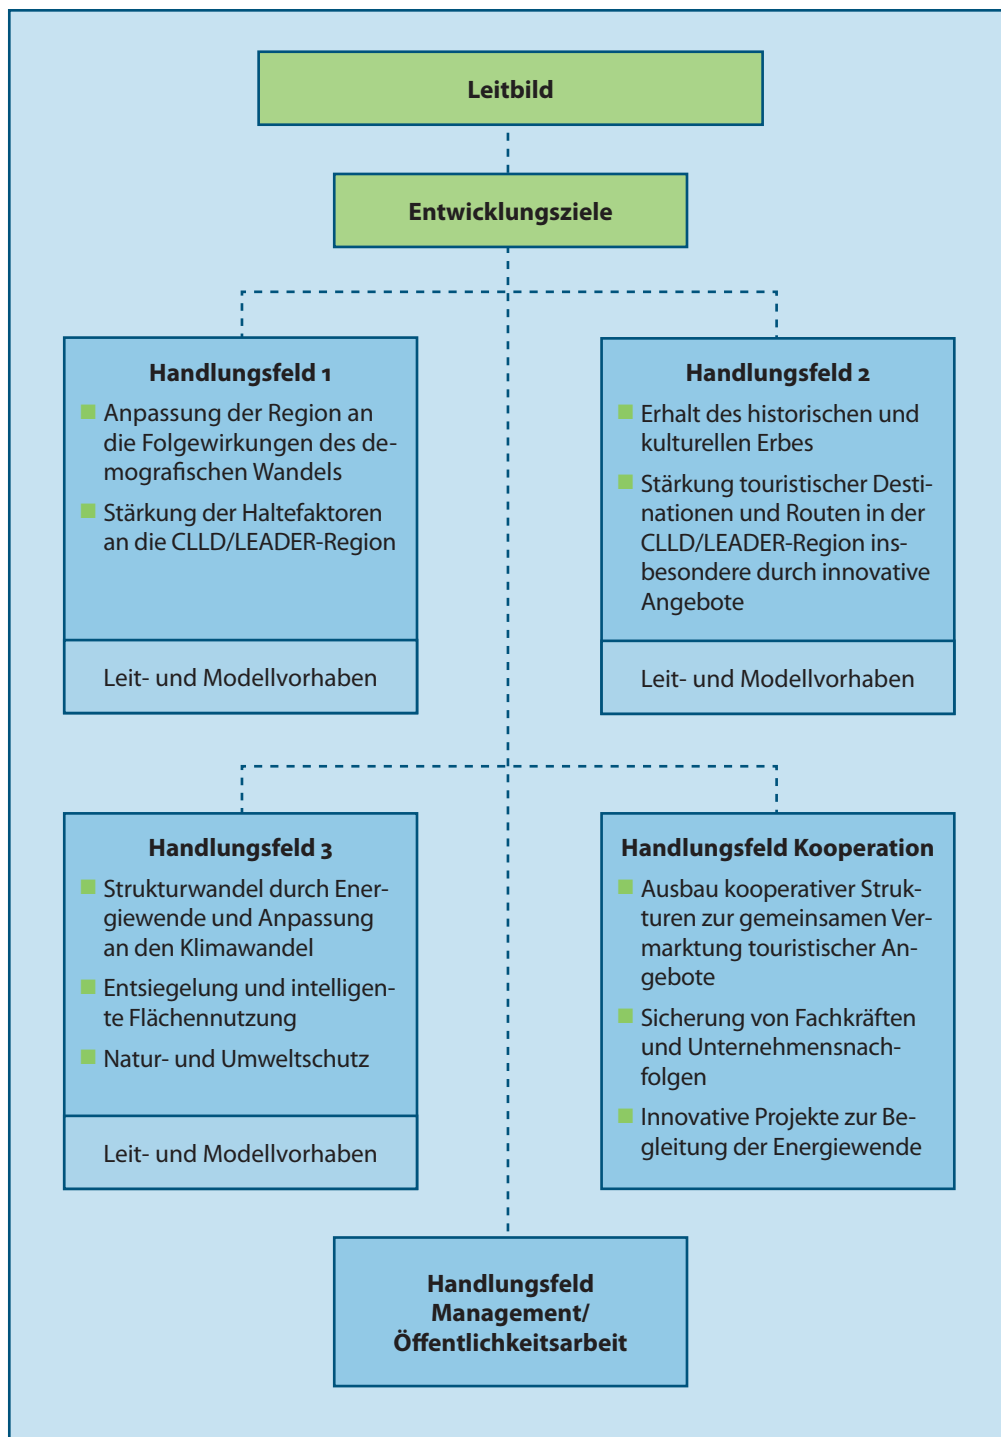 Leitbild
Entwicklungsziele
Handlungsfeld 1
Anpassung der Region an
die Folgewirkungen des de-
mografischen Wandels
Stärkung der Haltefaktoren
an die CLLD/LEADER-Region
Leit- und Modellvorhaben
Handlungsfeld 2
Erhalt des historischen und
kulturellen Erbes
Stärkung touristischer Desti-
nationen und Routen in der
CLLD/LEADER-Region ins-
besondere durch innovative
Angebote
Leit- und Modellvorhaben
Handlungsfeld 3
Strukturwandel durch Ener-
giewende und Anpassung
an den Klimawandel
Entsiegelung und intelligen-
te Flächennutzung
Natur- und Umweltschutz
Leit- und Modellvorhaben
Handlungsfeld Kooperation
Ausbau kooperativer Struk-
turen zur gemeinsamen Ver-
marktung touristischer An-
gebote
Sicherung von Fachkräften
und Unternehmensnach-
folgen
Innovative Projekte zur Be-
gleitung der Energiewende
Handlungsfeld
Management/
Öffentlichkeitsarbeit